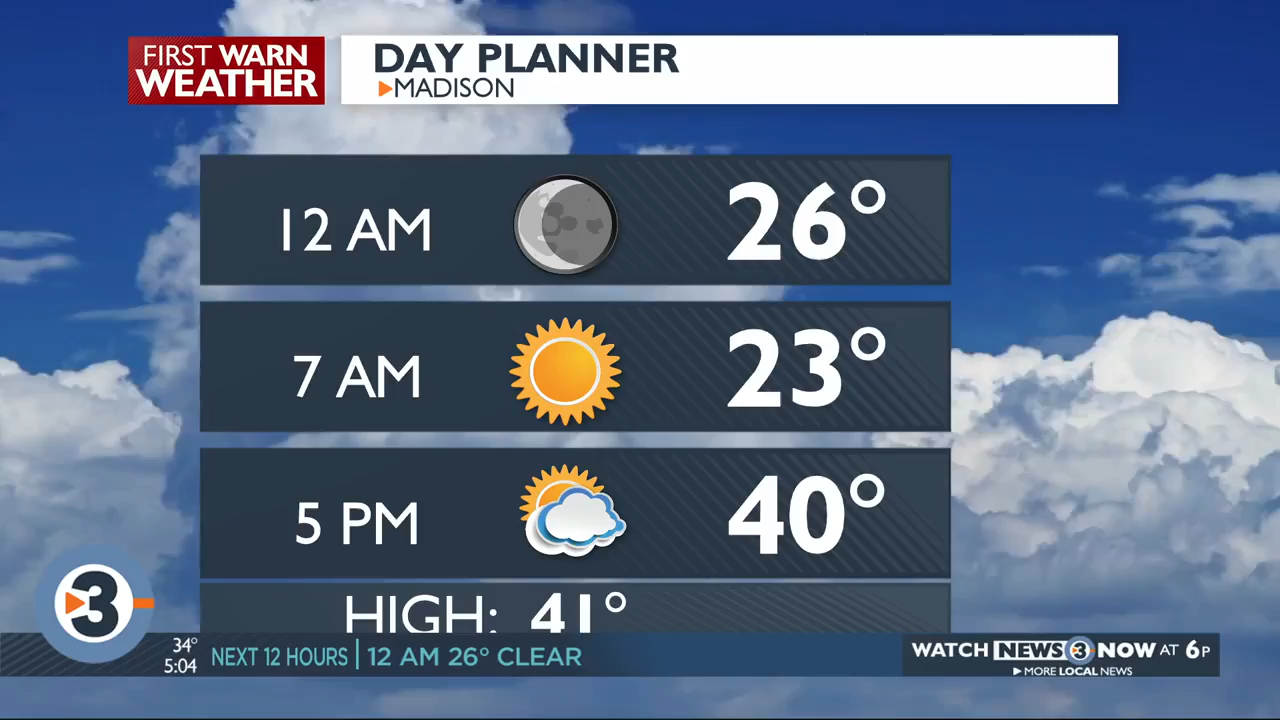 FIRST WARN
WEATHER
DAY PLANNER
MADISON
12 AM 26°
7 AM 23°
5 PM 40°
HIGH: 41°
3
34°
5:04
NEXT 12 HOURS | 12 AM 26° CLEAR
WATCH NEWS 3 NOW AT 6P
MORE LOCAL NEWS